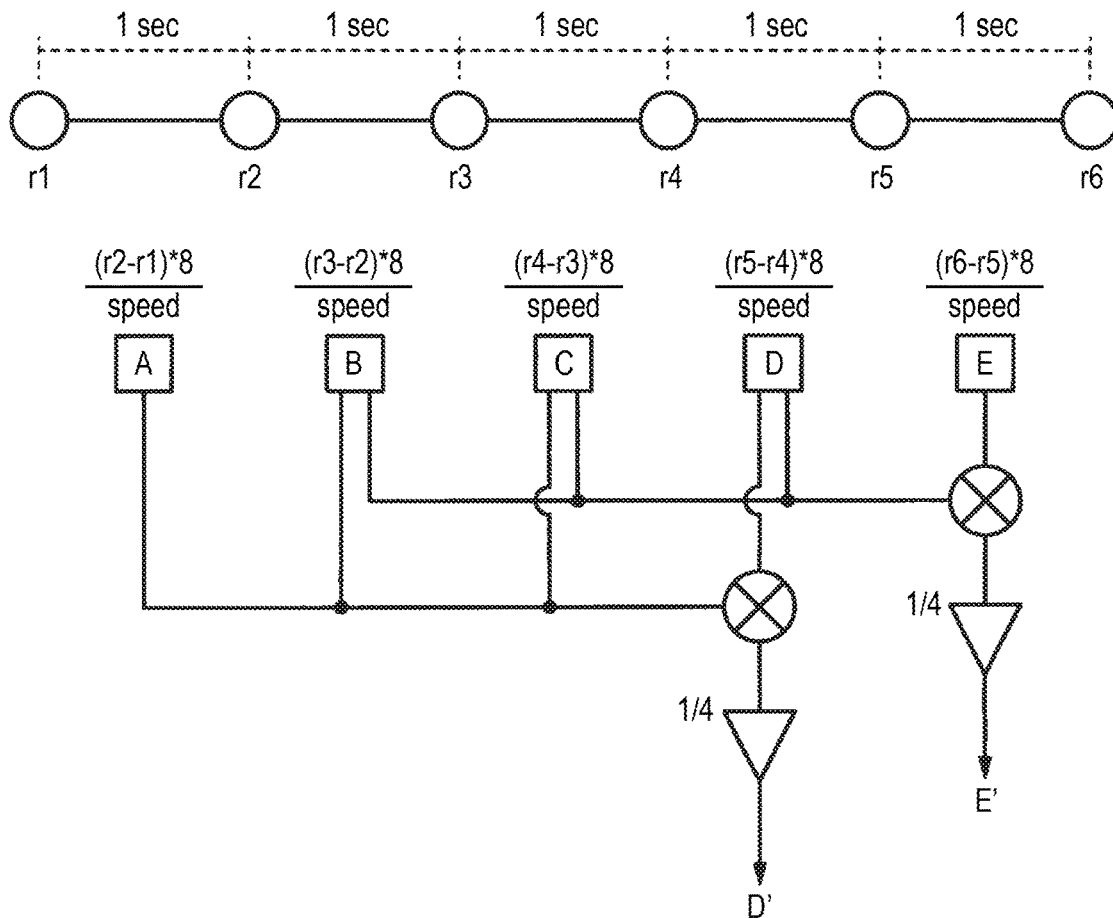 1 sec 1 sec 1 sec 1 sec 1 sec
r1 r2 r3 r4 r5 r6
(r2-r1)*8 (r3-r2)*8 (r4-r3)*8 (r5-r4)*8 (r6-r5)*8
speed speed speed speed speed
A B C D E
1/4
1/4
E'
D'